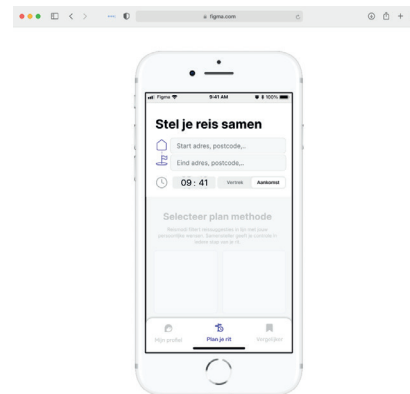 figma.com
Figma 9:41 AM 100%
Stel je reis samen
Start adres, postcode,..
Eind adres, postcode,..
09 : 41 Vertrek Aankomst
Selecteer plan methode
Mijn profiel Plan je rit Vergelijken